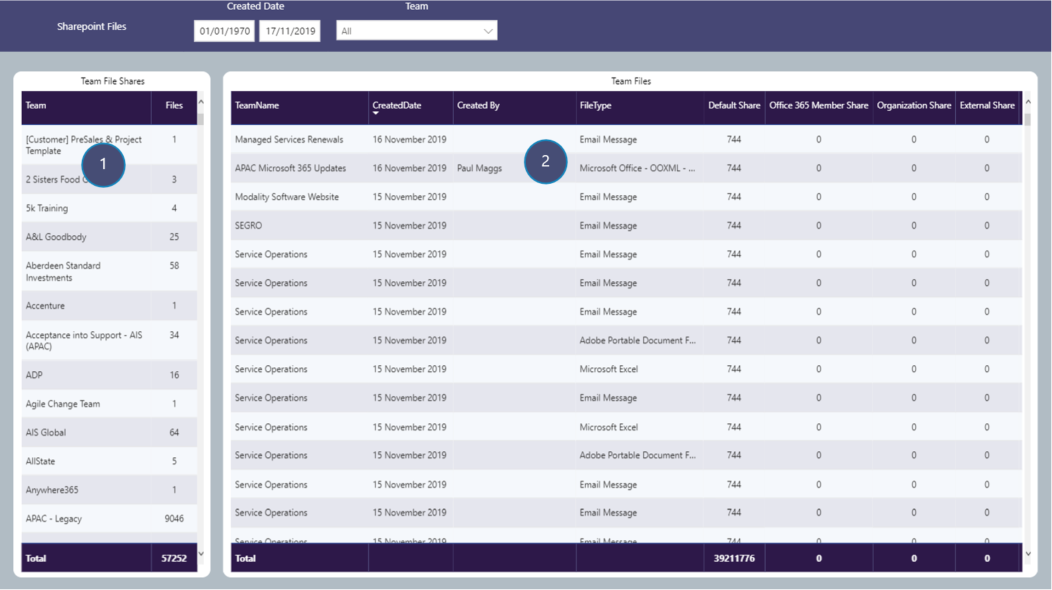 Created Date
Team
Sharepoint Files
01/01/1970 17/11/2019 All
Team File Shares
Team Files
Team Files
[Customer] PreSales & Project
Template 1
2 Sisters Food 3
5k Training 4
A&L Goodbody 25
Aberdeen Standard
Investments 58
Accenture 1
Acceptance into Support - AIS
(APAC) 34
ADP 16
Agile Change Team 1
AIS Global 64
AllState 5
Anywhere365 1
APAC - Legacy 9046
Total 57252
1
TeamName CreatedDate Created By FileType Default Share Office 365 Member Share Organization Share External Share
Managed Services Renewals 16 November 2019 Email Message 744 0 0 0
APAC Microsoft 365 Updates 16 November 2019 Paul Maggs Microsoft Office - OOXML - ... 744 0 0 0
2
Modality Software Website 15 November 2019 Email Message 744 0 0 0
SEGRO 15 November 2019 Email Message 744 0 0 0
Service Operations 15 November 2019 Email Message 744 0 0 0
Service Operations 15 November 2019 Email Message 744 0 0 0
Service Operations 15 November 2019 Email Message 744 0 0 0
Service Operations 15 November 2019 Adobe Portable Document F... 744 0 0 0
Service Operations 15 November 2019 Microsoft Excel 744 0 0 0
Service Operations 15 November 2019 Email Message 744 0 0 0
Service Operations 15 November 2019 Microsoft Excel 744 0 0 0
Service Operations 15 November 2019 Adobe Portable Document F... 744 0 0 0
Service Operations 15 November 2019 Email Message 744 0 0 0
Service Operations 15 November 2019 Email Message 744 0 0 0
Service Operations 15 November 2019 Email Message 744 0 0 0
Total 39211776 0 0 0